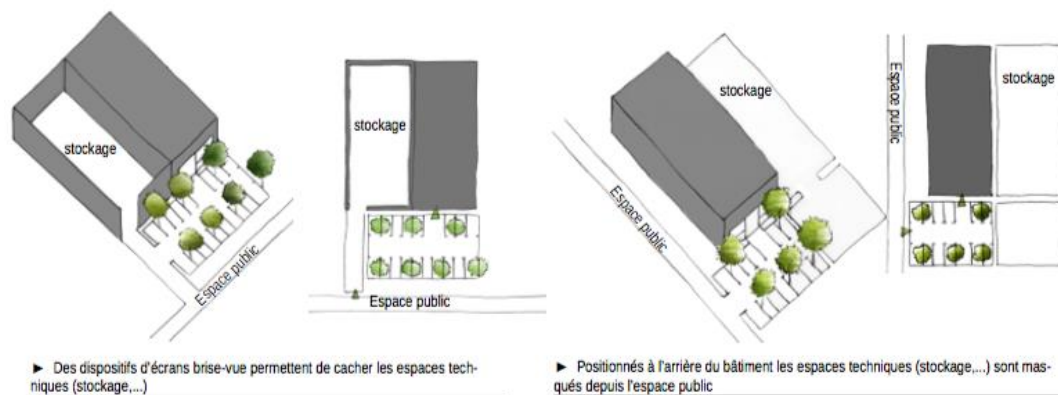 stockage
Espace public
stockage
Espace public
stockage
Espace public
Espace public
stockage
► Des dispositifs d'écrans brise-vue permettent de cacher les espaces tech-
niques (stockage,...)
► Positionnés à l'arrière du bâtiment les espaces techniques (stockage,...) sont mas-
qués depuis l'espace public